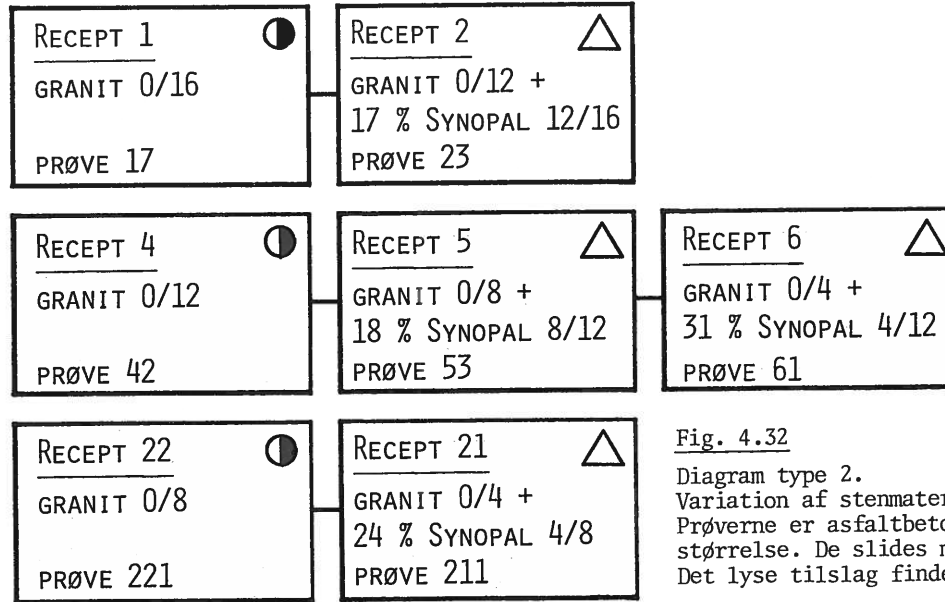 RECEPT 1
GRANIT 0/16
PRØVE 17
RECEPT 2
GRANIT 0/12 +
17 % SYNOPAL 12/16
PRØVE 23
RECEPT 4
GRANIT 0/12
PRØVE 42
RECEPT 5
GRANIT 0/8 +
18 % SYNOPAL 8/12
PRØVE 53
RECEPT 6
GRANIT 0/4 +
31 % SYNOPAL 4/12
PRØVE 61
RECEPT 22
GRANIT 0/8
PRØVE 221
RECEPT 21
GRANIT 0/4 +
24 % SYNOPAL 4/8
PRØVE 211
Fig. 4.32
Diagram type 2.
Variation af stenmater
Prøverne er asfaltbeto
størrelse. De slides m
Det lyse tilslag finde